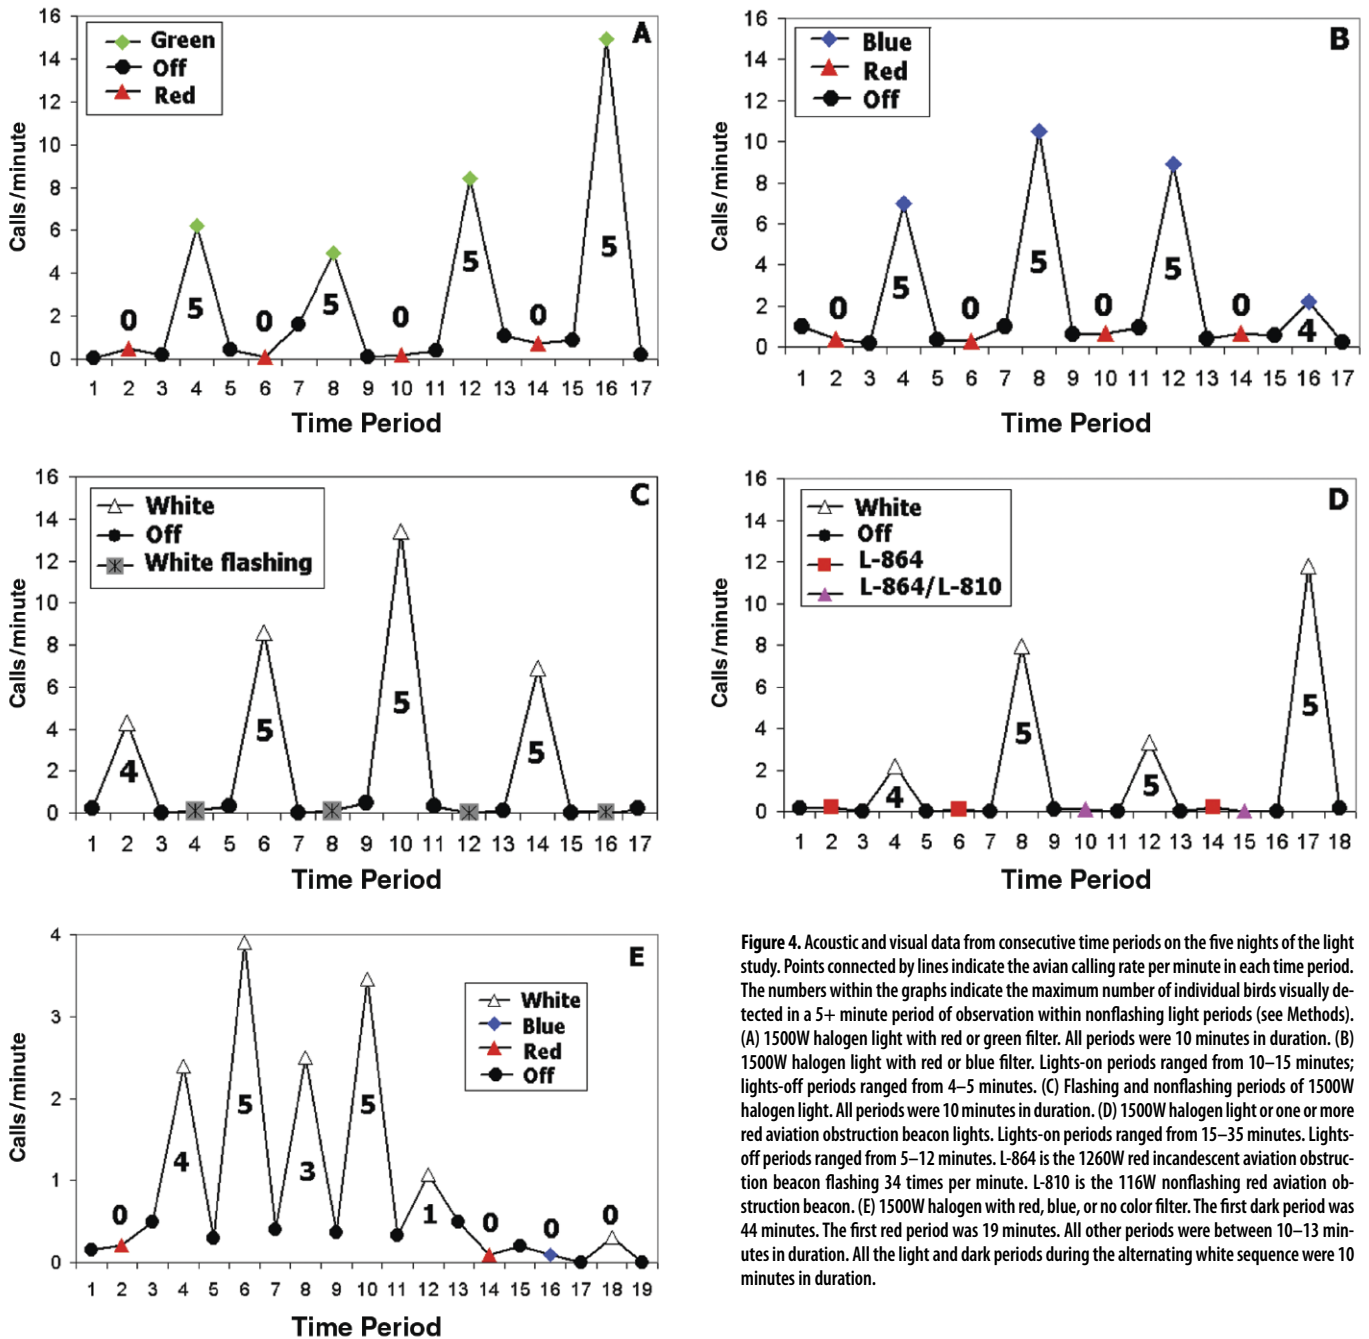 16
14
12
10
8
6
4
2
0
Calls/minute
Green
Off
Red
A
0
5
0
5
0
5
0
5
1 2 3 4 5 6 7 8 9 10 11 12 13 14 15 16 17
Time Period
16
14
12
10
8
6
4
2
0
Calls/minute
Blue
Red
Off
B
0
5
0
5
0
5
0
4
1 2 3 4 5 6 7 8 9 10 11 12 13 14 15 16 17
Time Period
16
14
12
10
8
6
4
2
0
Calls/minute
White
Off
White flashing
C
4
5
5
5
1 2 3 4 5 6 7 8 9 10 11 12 13 14 15 16 17
Time Period
16
14
12
10
8
6
4
2
0
Calls/minute
White
Off
L-864
L-864/L-810
D
4
5
5
5
1 2 3 4 5 6 7 8 9 10 11 12 13 14 15 16 17 18
Time Period
4
3
2
1
0
Calls/minute
E
White
Blue
Red
Off
0
4
5
3
5
1
0
0
0
1 2 3 4 5 6 7 8 9 10 11 12 13 14 15 16 17 18 19
Time Period
Figure 4. Acoustic and visual data from consecutive time periods on the five nights of the light
study. Points connected by lines indicate the avian calling rate per minute in each time period.
The numbers within the graphs indicate the maximum number of individual birds visually de-
tected in a 5+ minute period of observation within nonflashing light periods (see Methods).
(A) 1500W halogen light with red or green filter. All periods were 10 minutes in duration. (B)
1500W halogen light with red or blue filter. Lights-on periods ranged from 10–15 minutes;
lights-off periods ranged from 4–5 minutes. (C) Flashing and nonflashing periods of 1500W
halogen light. All periods were 10 minutes in duration. (D) 1500W halogen light or one or more
red aviation obstruction beacon lights. Lights-on periods ranged from 15–35 minutes. Lights-
off periods ranged from 5–12 minutes. L-864 is the 1260W red incandescent aviation obstruc-
tion beacon flashing 34 times per minute. L-810 is the 116W nonflashing red aviation ob-
struction beacon. (E) 1500W halogen with red, blue, or no color filter. The first dark period was
44 minutes. The first red period was 19 minutes. All other periods were between 10–13 min-
utes in duration. All the light and dark periods during the alternating white sequence were 10
minutes in duration.